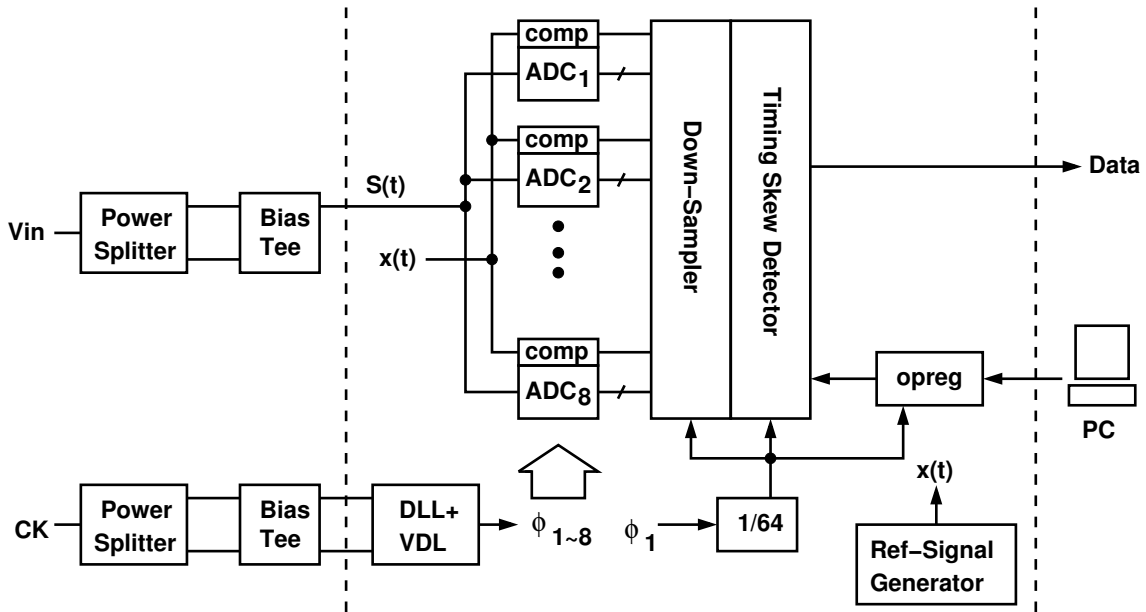 comp
ADC1
comp
ADC2
comp
ADC8
Down-Sampler
Timing Skew Detector
Data
S(t)
x(t)
Vin
Power
Splitter
Bias
Tee
opreg
PC
CK
Power
Splitter
Bias
Tee
DLL+
VDL
ϕ1~8
ϕ1
1/64
x(t)
Ref-Signal
Generator